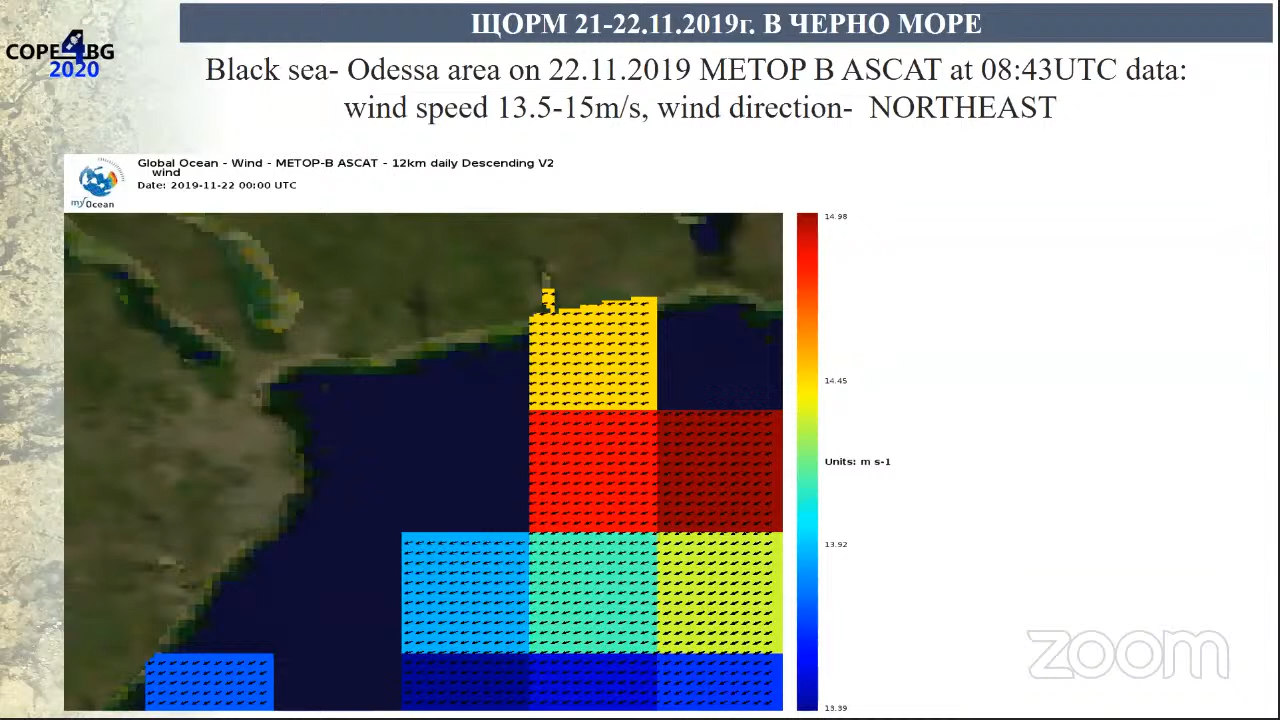 ЩОРМ 21-22.11.2019г. В ЧЕРНО МОРЕ
COPE4BG
2020
Black sea- Odessa area on 22.11.2019 METOP B ASCAT at 08:43UTC data:
wind speed 13.5-15m/s, wind direction- NORTHEAST
Global Ocean - Wind - METOP-B ASCAT - 12km daily Descending V2
wind
Date: 2019-11-22 00:00 UTC
myOcean
14.98
14.45
Units: m s-1
13.92
13.39
zoom